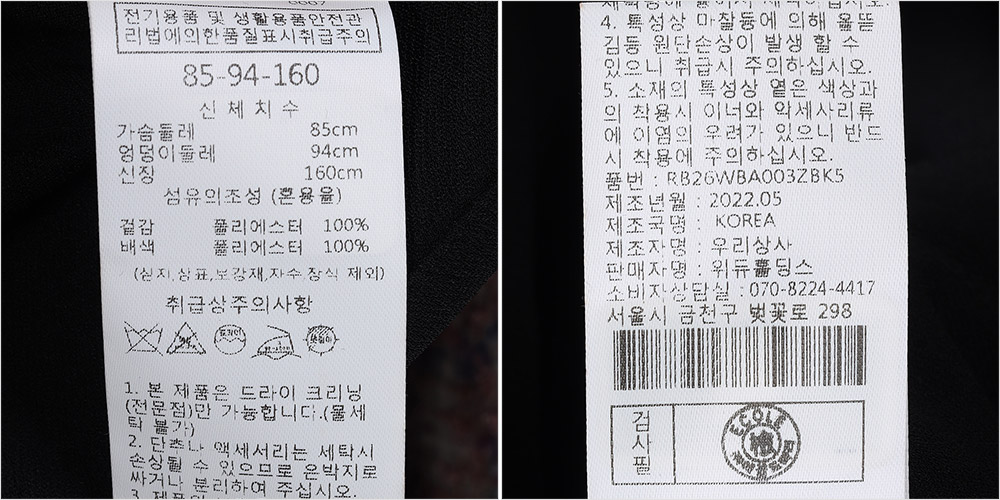 전기용품 및 생활용품안전관
리법에의한품질표시취급주의
85-94-160
신체치수
가슴둘레 85cm
엉덩이둘레 94cm
신장 160cm
섬유의조성 (혼용율)
겉감 폴리에스터 100%
배색 폴리에스터 100%
(심지,상표,보강재,자수,장식 제외)
취급상주의사항
1. 본 제품은 드라이 크리닝
(전문점)만 가능합니다.(물세
탁 불가)
2. 단추나 액세서리는 세탁시
손상될 수 있으므로 은박지로
싸거나 분리하여 주십시오.
3. 제품의
4. 특성상 마찰등에 의해 올뜯
김등 원단손상이 발생 할 수
있으니 취급시 주의하십시오.
5. 소재의 특성상 옅은 색상과
의 착용시 이너와 악세사리류
에 이염의 우려가 있으니 반드
시 착용에 주의하십시오.
품번 : RB26WBA003ZBK5
제조년월 : 2022.05
제조국명 : KOREA
제조자명 : 우리상사
판매자명 : 위듀홀딩스
소비자상담실 : 070-8224-4417
서울시 금천구 벚꽃로 298
검사필
ECOLE